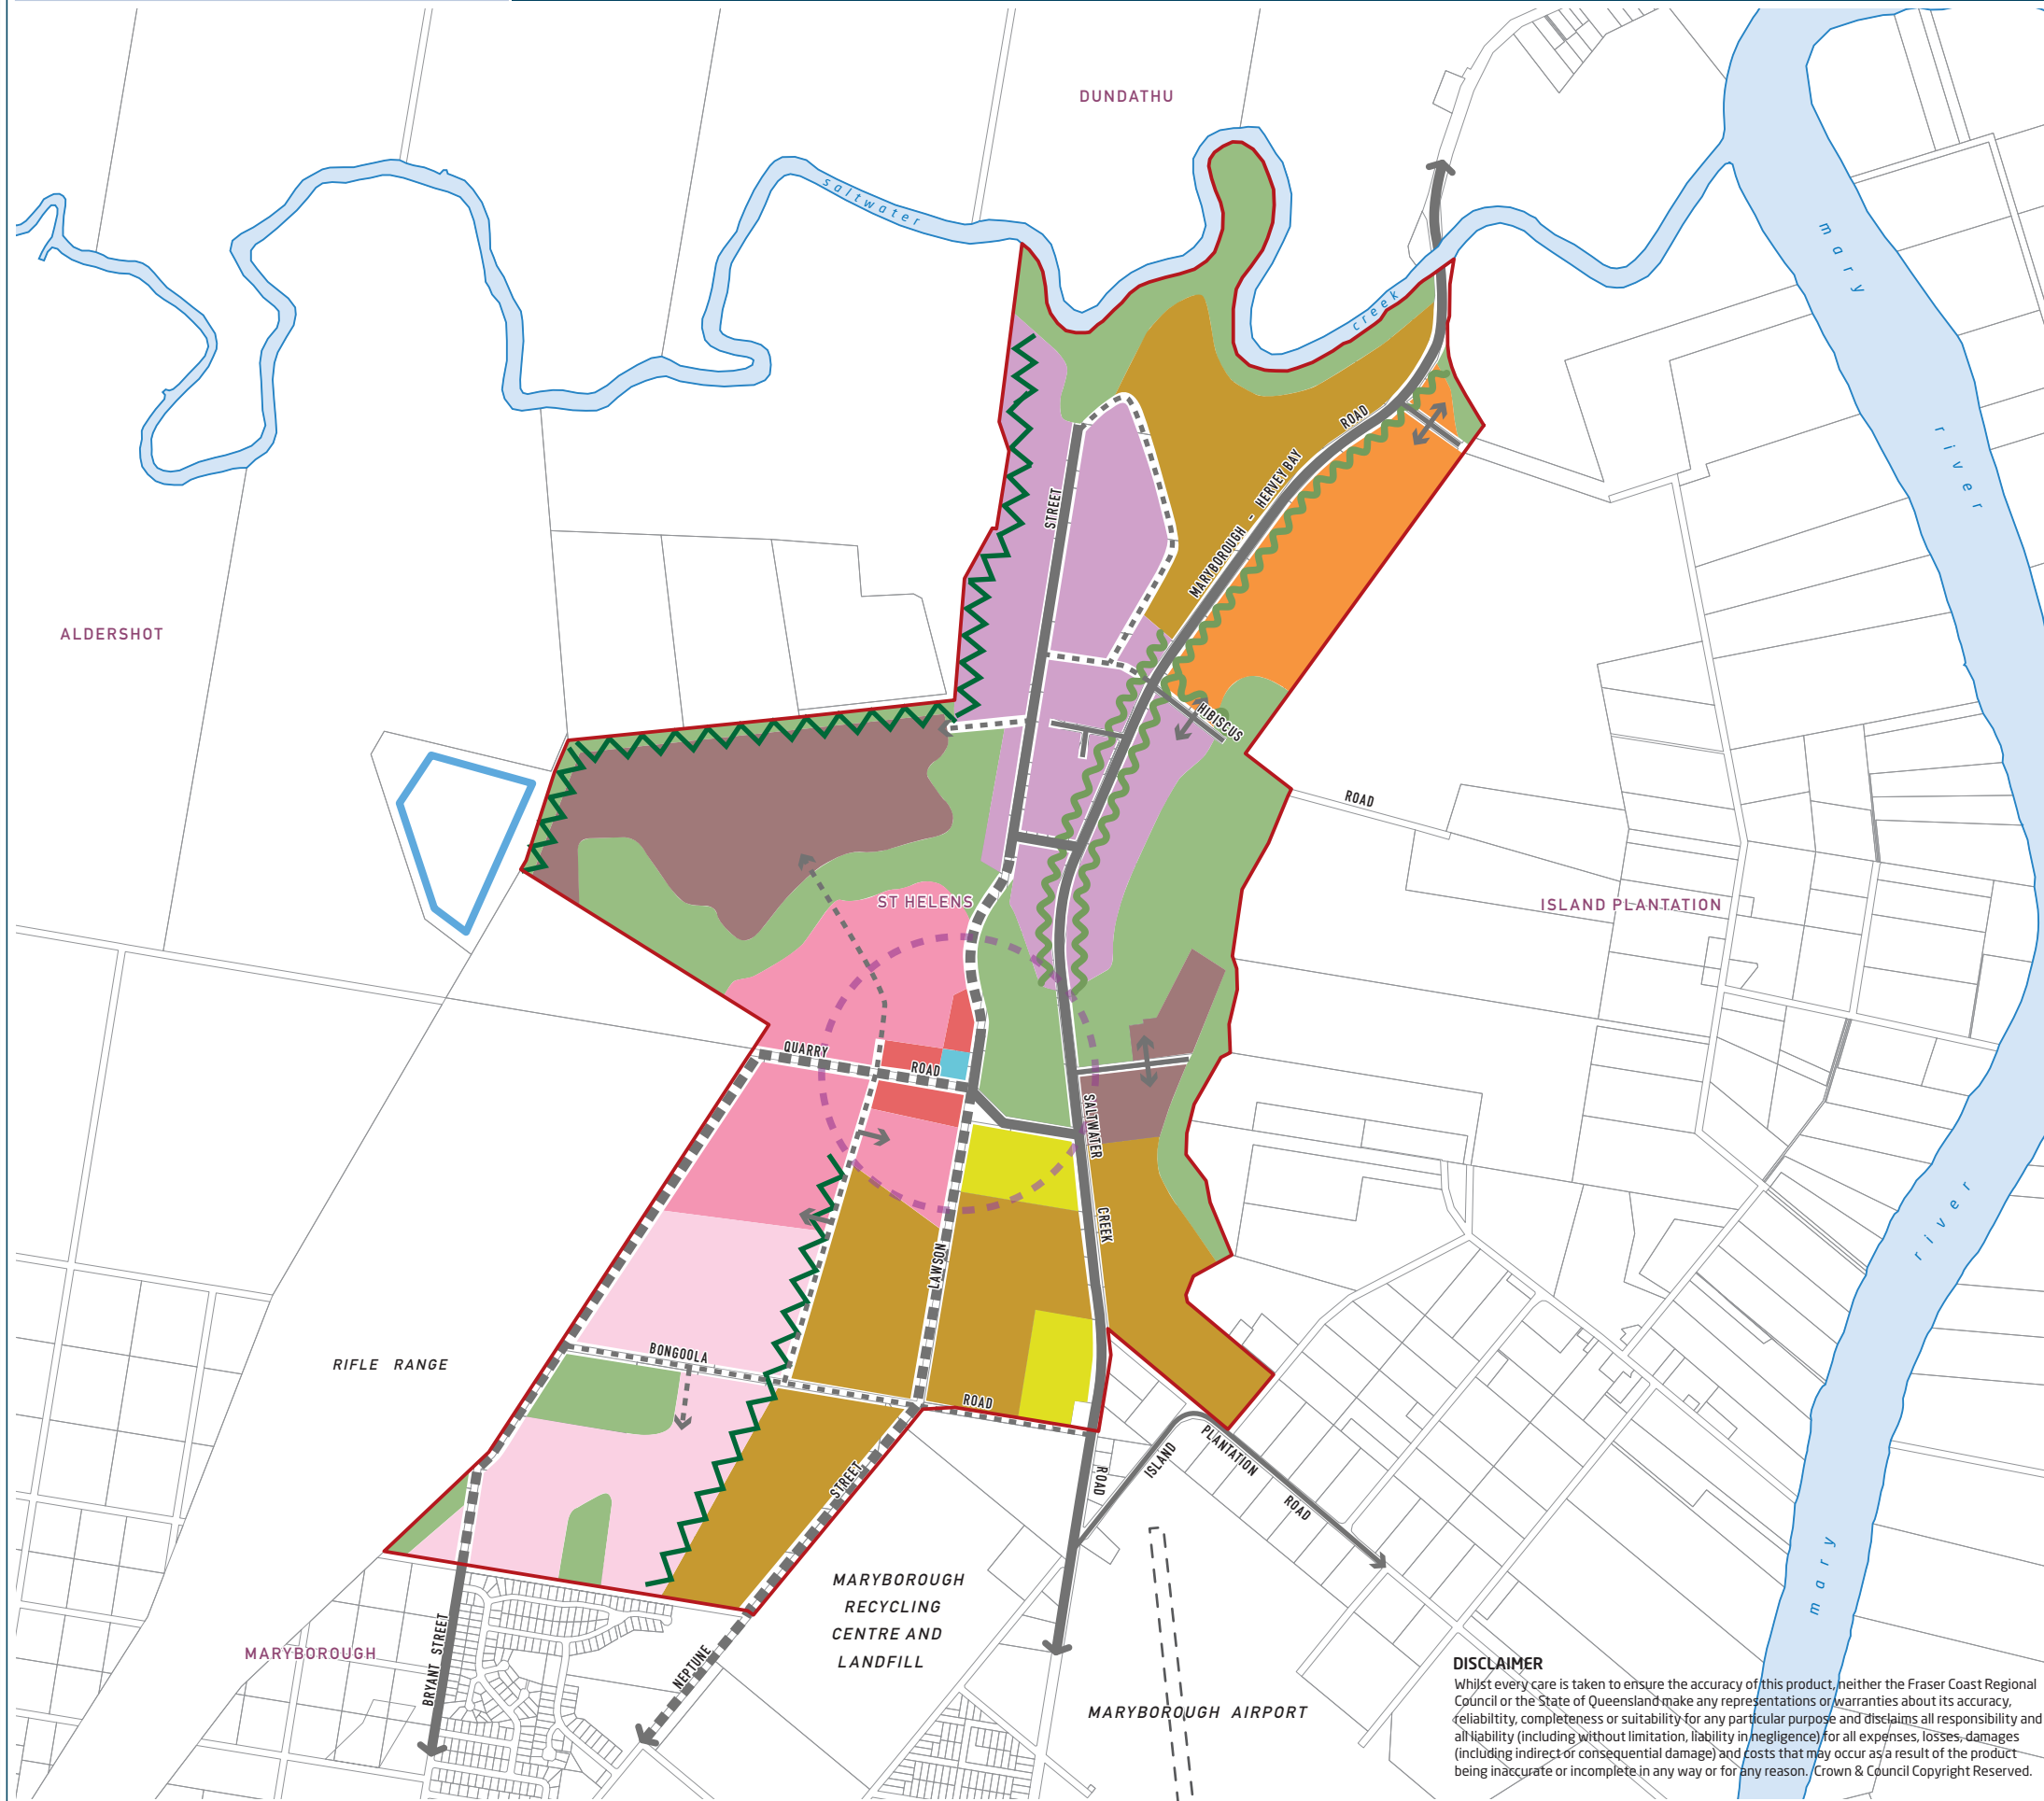 DUNDATHU
saltwater
creek
mary
river
ROAD
MARYBOROUGH - HERVEY BAY
STREET
ALDERSHOT
HIBISCUS
ROAD
ST HELENS
ISLAND PLANTATION
QUARRY
ROAD
SALTWATER
CREEK
LAWSON
river
mary
BONGOOLA
RIFLE RANGE
ROAD
STREET
ROAD
ISLAND
PLANTATION
ROAD
MARYBOROUGH
RECYCLING
CENTRE AND
LANDFILL
MARYBOROUGH
BRYANT STREET
NEPTUNE
MARYBOROUGH AIRPORT
DISCLAIMER
Whilst every care is taken to ensure the accuracy of this product, neither the Fraser Coast Regional
Council or the State of Queensland make any representations or warranties about its accuracy,
reliabiltity, completeness or suitability for any particular purpose and disclaims all responsibility and
all liability (including without limitation, liability in negligence) for all expenses, losses, damages
(including indirect or consequential damage) and costs that may occur as a result of the product
being inaccurate or incomplete in any way or for any reason. Crown & Council Copyright Reserved.